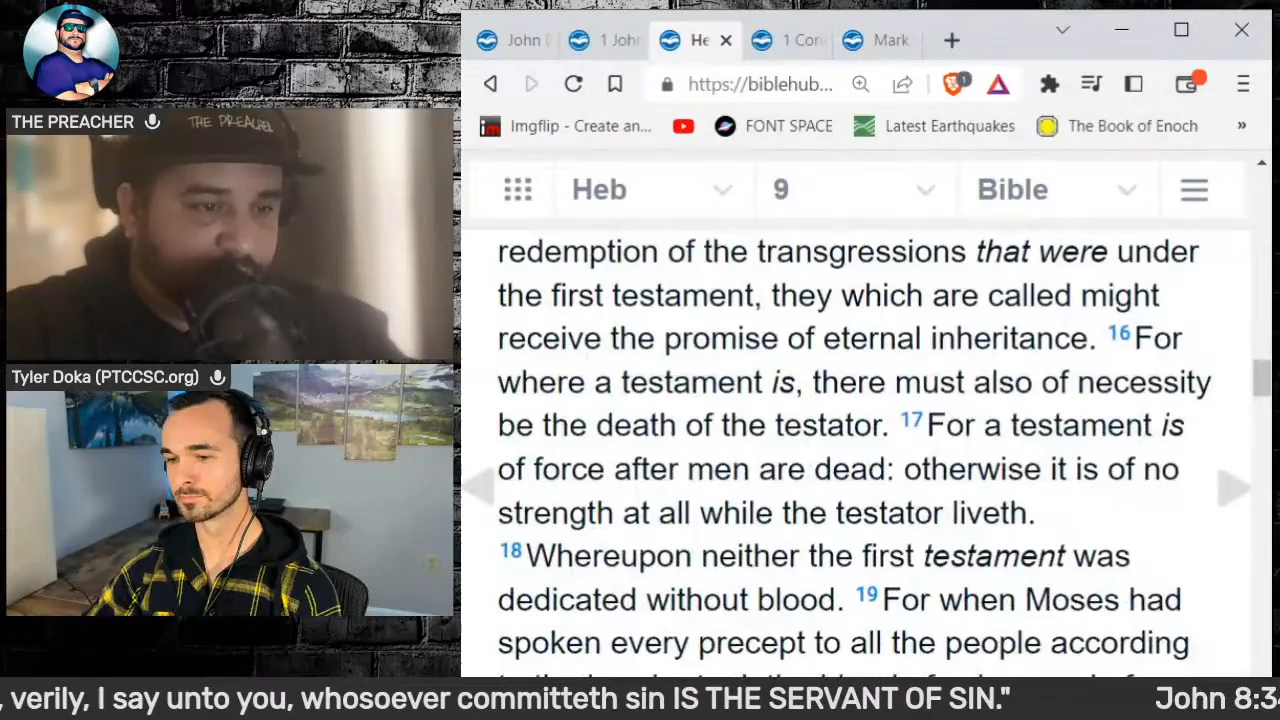 THE PREACHER
THE PREACHER
Tyler Doka (PTCCSC.org)
John
1 John
He
1 Cor
Mark
https://biblehub...
Imgflip - Create an...
FONT SPACE
Latest Earthquakes
The Book of Enoch
»
Heb
9
Bible
redemption of the transgressions that were under
the first testament, they which are called might
receive the promise of eternal inheritance. 16 For
where a testament is, there must also of necessity
be the death of the testator. 17 For a testament is
of force after men are dead: otherwise it is of no
strength at all while the testator liveth.
18 Whereupon neither the first testament was
dedicated without blood. 19 For when Moses had
spoken every precept to all the people according
, verily, I say unto you, whosoever committeth sin IS THE SERVANT OF SIN." John 8:3